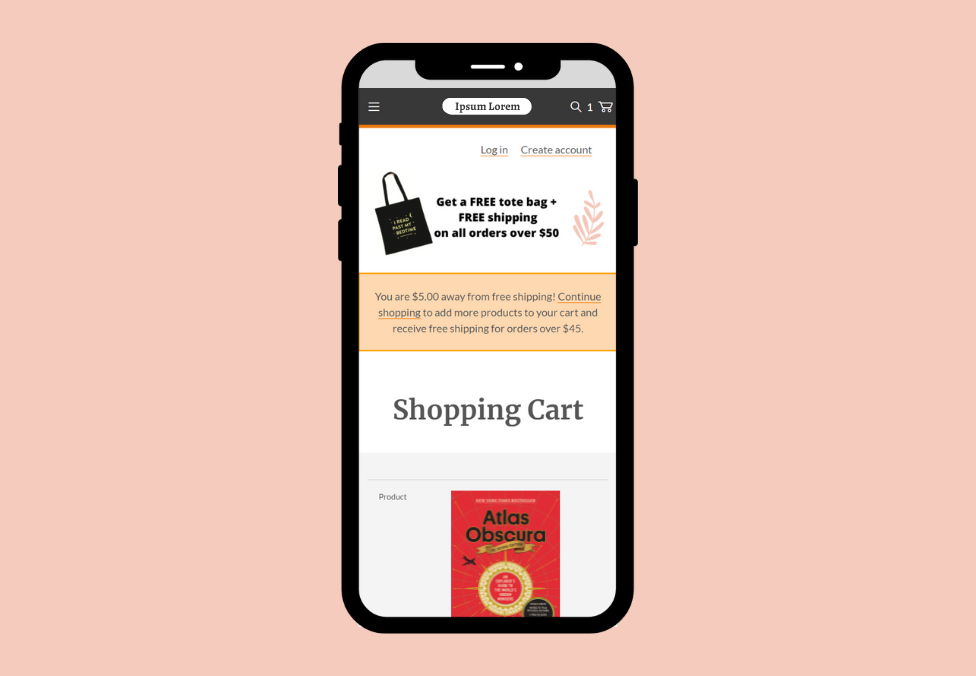 Ipsum Lorem
1
Log in Create account
I READ
PAST MY
BEDTIME
Get a FREE tote bag +
FREE shipping
on all orders over $50
You are $5.00 away from free shipping! Continue
shopping to add more products to your cart and
receive free shipping for orders over $45.
Shopping Cart
Product
NEW YORK TIMES BESTSELLER
Atlas
Obscura
AN
EXPLORER'S
GUIDE TO
THE WORLD'S
HIDDEN
WONDERS